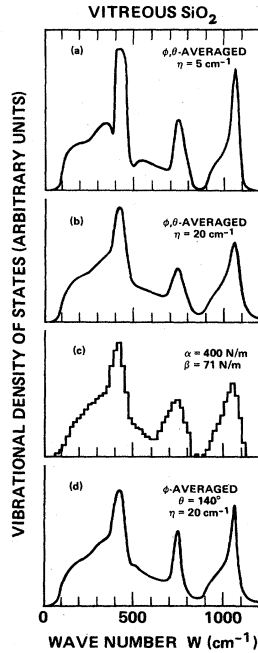 VITREOUS SiO2
VIBRATIONAL DENSITY OF STATES (ARBITRARY UNITS)
(a)
ϕ,θ-AVERAGED
η = 5 cm⁻¹
(b)
ϕ,θ-AVERAGED
η = 20 cm⁻¹
(c)
α = 400 N/m
β = 71 N/m
(d)
ϕ-AVERAGED
θ = 140°
η = 20 cm⁻¹
0 500 1000
WAVE NUMBER W (cm⁻¹)